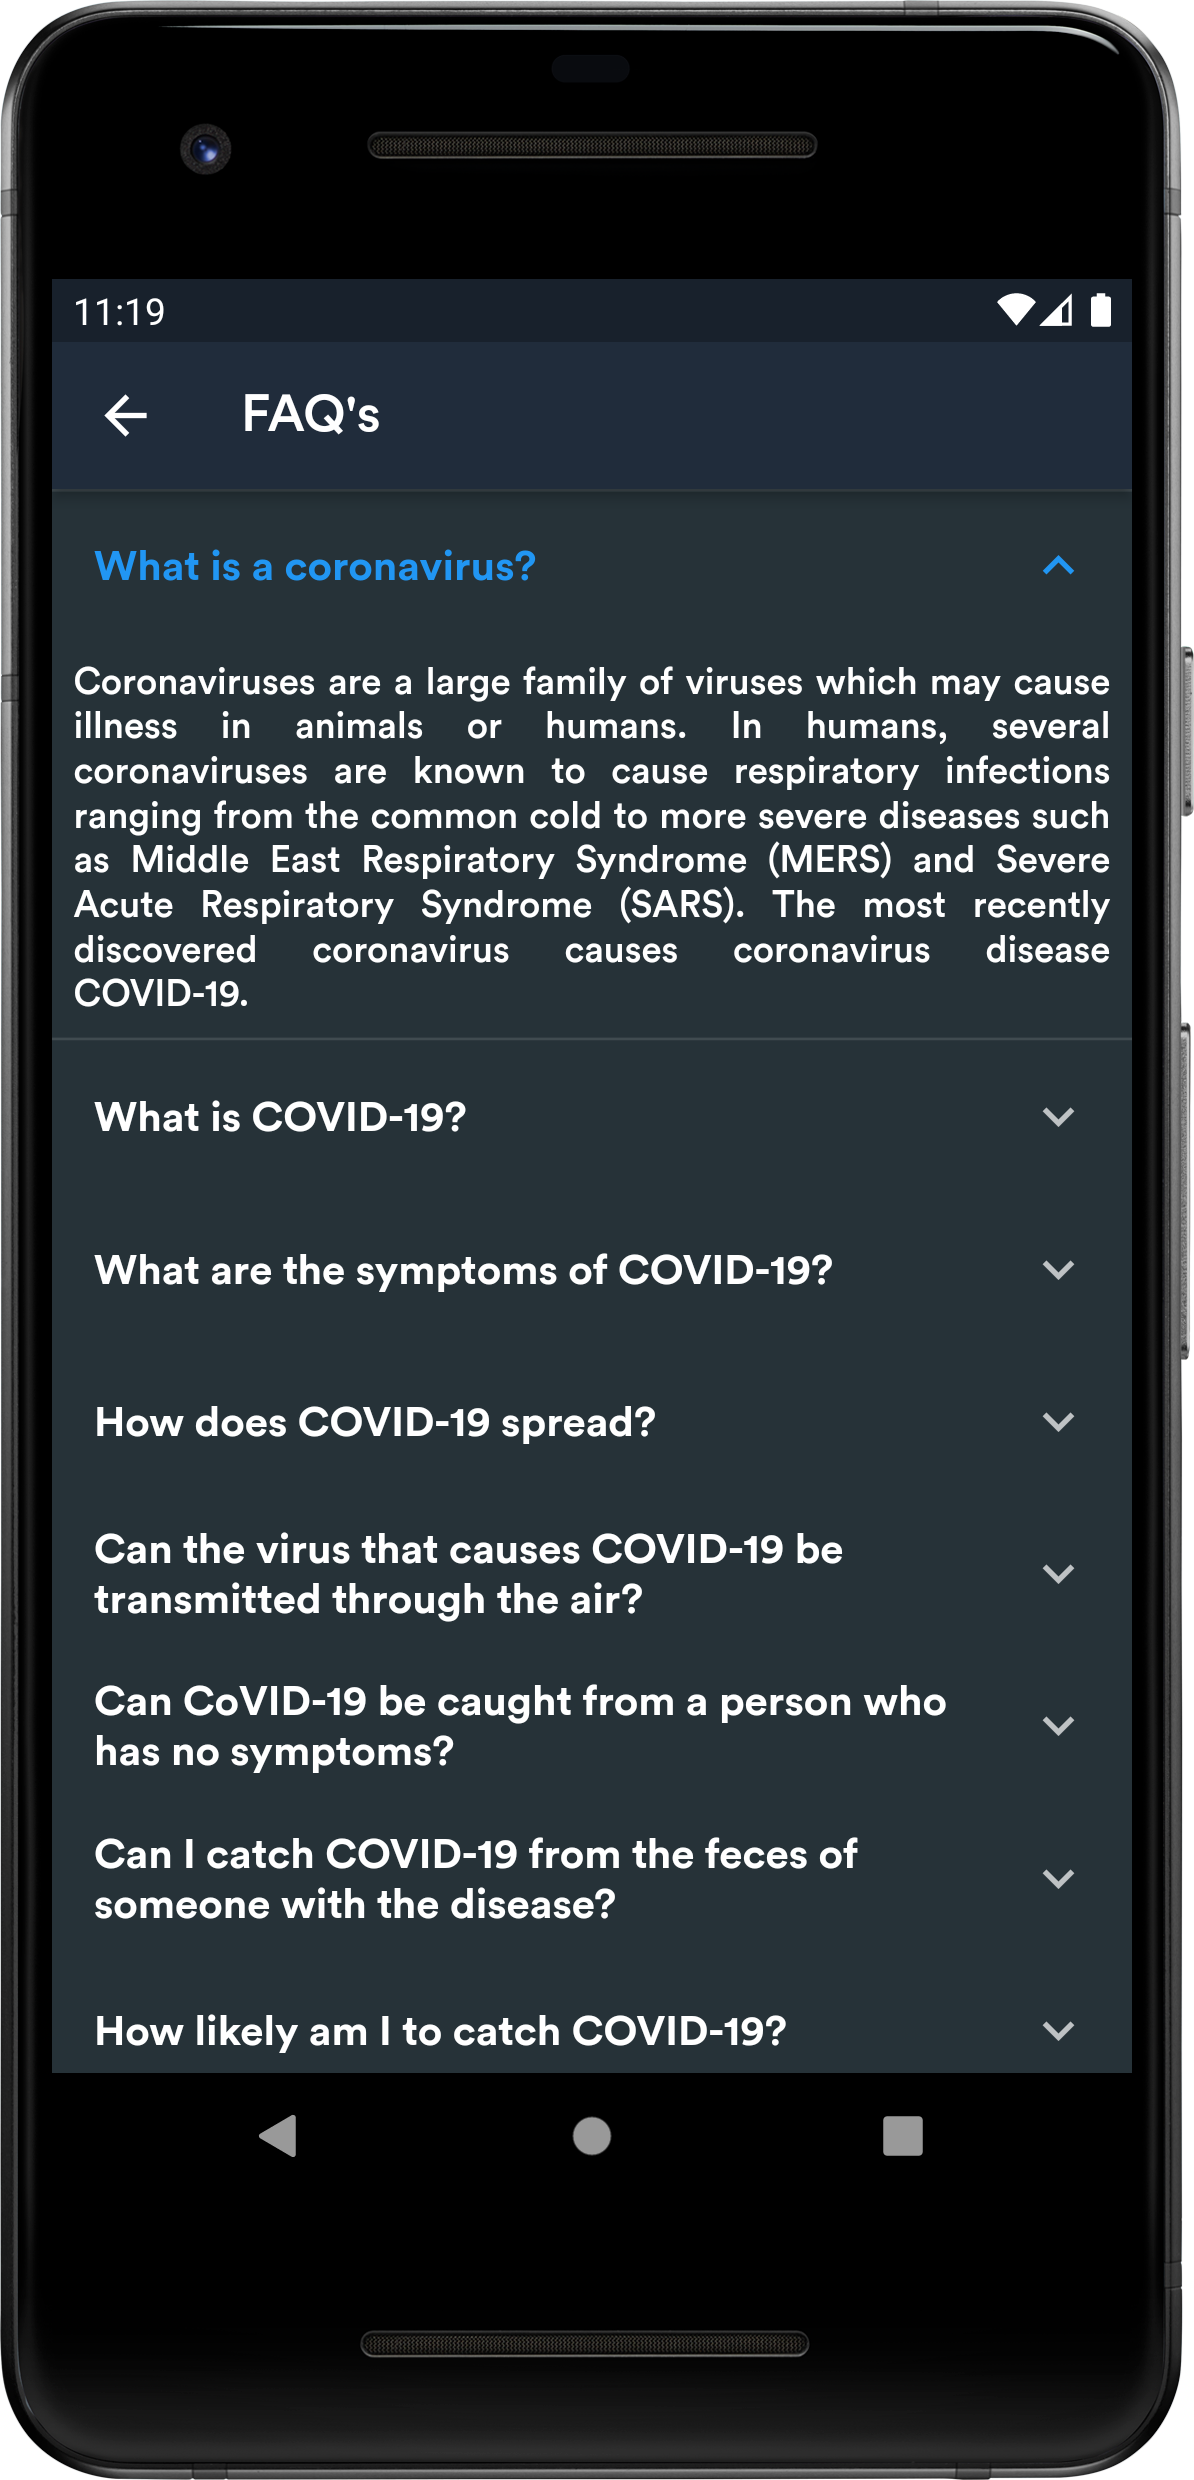 11:19
FAQ's
What is a coronavirus?
Coronaviruses are a large family of viruses which may cause
illness in animals or humans. In humans, several
coronaviruses are known to cause respiratory infections
ranging from the common cold to more severe diseases such
as Middle East Respiratory Syndrome (MERS) and Severe
Acute Respiratory Syndrome (SARS). The most recently
discovered coronavirus causes coronavirus disease
COVID-19.
What is COVID-19?
What are the symptoms of COVID-19?
How does COVID-19 spread?
Can the virus that causes COVID-19 be
transmitted through the air?
Can CoVID-19 be caught from a person who
has no symptoms?
Can I catch COVID-19 from the feces of
someone with the disease?
How likely am I to catch COVID-19?